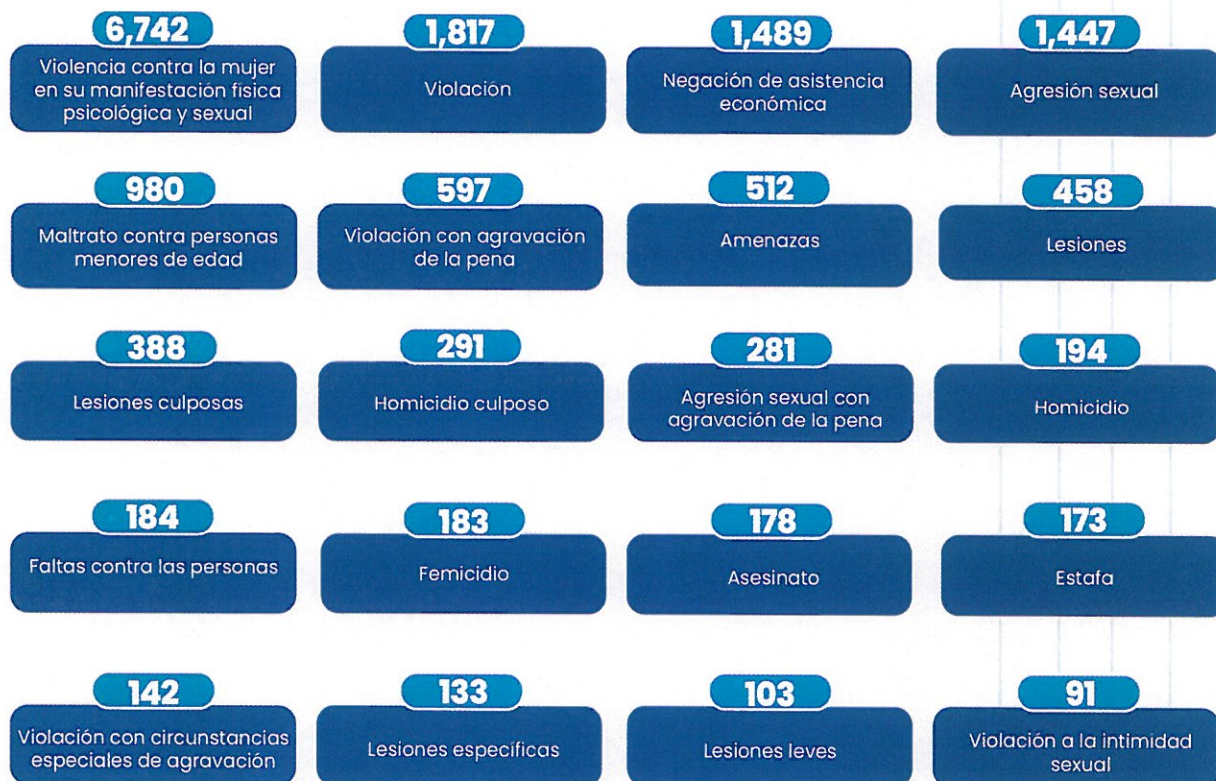 6,742
Violencia contra la mujer
en su manifestación física
psicológica y sexual
1,817
Violación
1,489
Negación de asistencia
económica
1,447
Agresión sexual
980
Maltrato contra personas
menores de edad
597
Violación con agravación
de la pena
512
Amenazas
458
Lesiones
388
Lesiones culposas
291
Homicidio culposo
281
Agresión sexual con
agravación de la pena
194
Homicidio
184
Faltas contra las personas
183
Femicidio
178
Asesinato
173
Estafa
142
Violación con circunstancias
especiales de agravación
133
Lesiones específicas
103
Lesiones leves
91
Violación a la intimidad
sexual